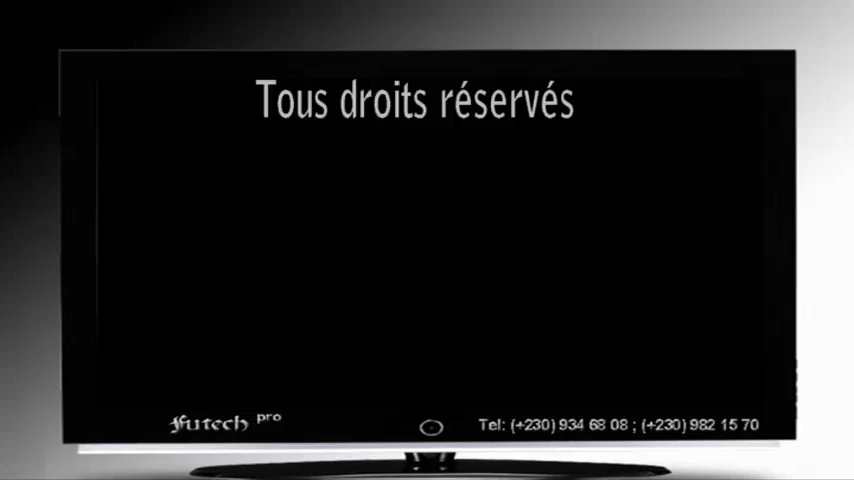 Tous droits réservés
Futech pro
Tel: (+230) 934 68 08 ; (+230) 982 15 70